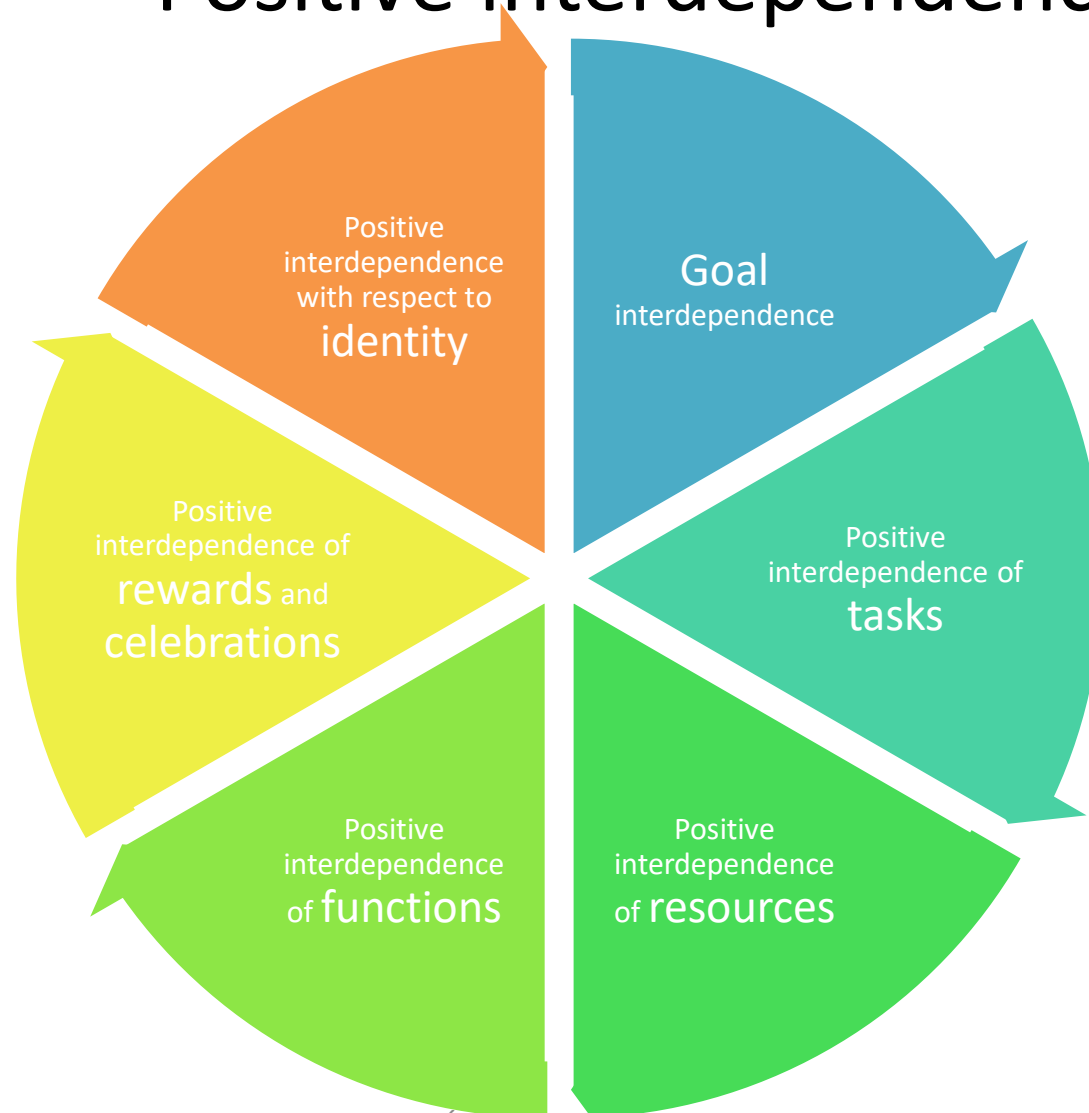 Positive
Goal
interdependence
Positive
interdependence of
tasks
Positive
interdependence
of resources
Positive
interdependence
of functions
Positive
interdependence of
rewards and
celebrations
Positive
interdependence
with respect to
identity